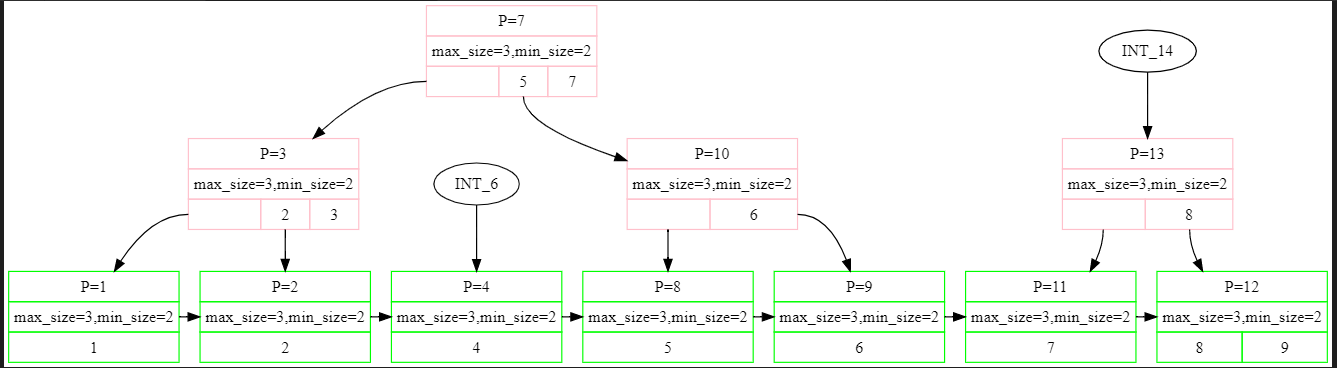 P=7
max_size=3,min_size=2
5 7
INT_14
P=3
max_size=3,min_size=2
2 3
INT_6
P=10
max_size=3,min_size=2
6
P=13
max_size=3,min_size=2
8
P=1
max_size=3,min_size=2
1
P=2
max_size=3,min_size=2
2
P=4
max_size=3,min_size=2
4
P=8
max_size=3,min_size=2
5
P=9
max_size=3,min_size=2
6
P=11
max_size=3,min_size=2
7
P=12
max_size=3,min_size=2
8 9